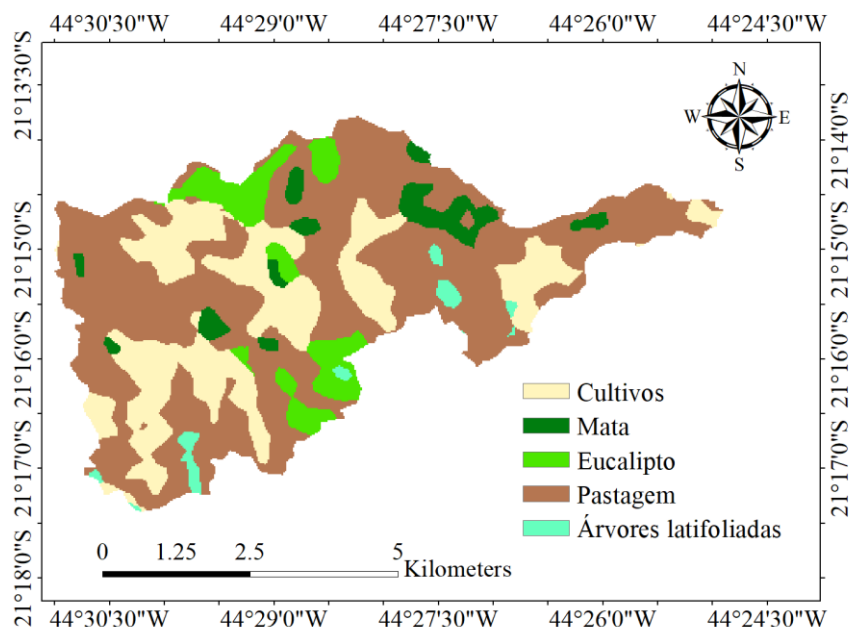 44°30'30"W 44°29'0"W 44°27'30"W 44°26'0"W 44°24'30"W
21°13'30"S
21°14'0"S
N
W E
S
21°15'0"S
21°15'0"S
21°16'0"S
21°16'0"S
Cultivos
Mata
Eucalipto
Pastagem
Árvores latifoliadas
21°17'0"S
21°17'0"S
0 1.25 2.5 5
Kilometers
21°18'0"S
44°30'30"W 44°29'0"W 44°27'30"W 44°26'0"W 44°24'30"W